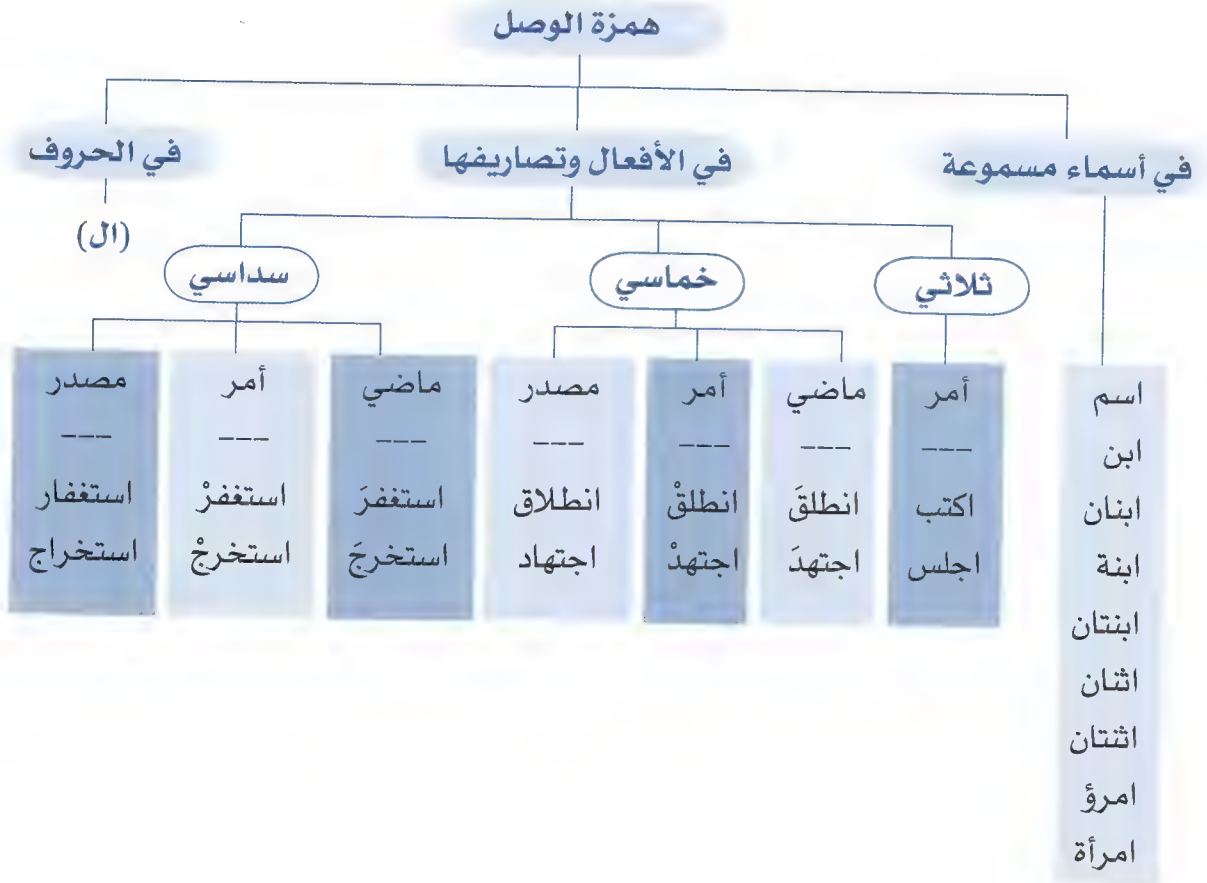 همزة الوصل
في أسماء مسموعة
في الأفعال وتصاريفها
في الحروف
(ال)
ثلاثي
خماسي
سداسي
اسم
ابن
ابنان
ابنة
ابنتان
اثنان
اثنتان
امرؤ
امرأة
أمر
---
اكتب
اجلس
ماضي
---
انطلقَ
اجتهدَ
أمر
---
انطلقْ
اجتهدْ
مصدر
---
انطلاق
اجتهاد
ماضي
---
استغفرَ
استخرجَ
أمر
---
استغفرْ
استخرجْ
مصدر
---
استغفار
استخراج